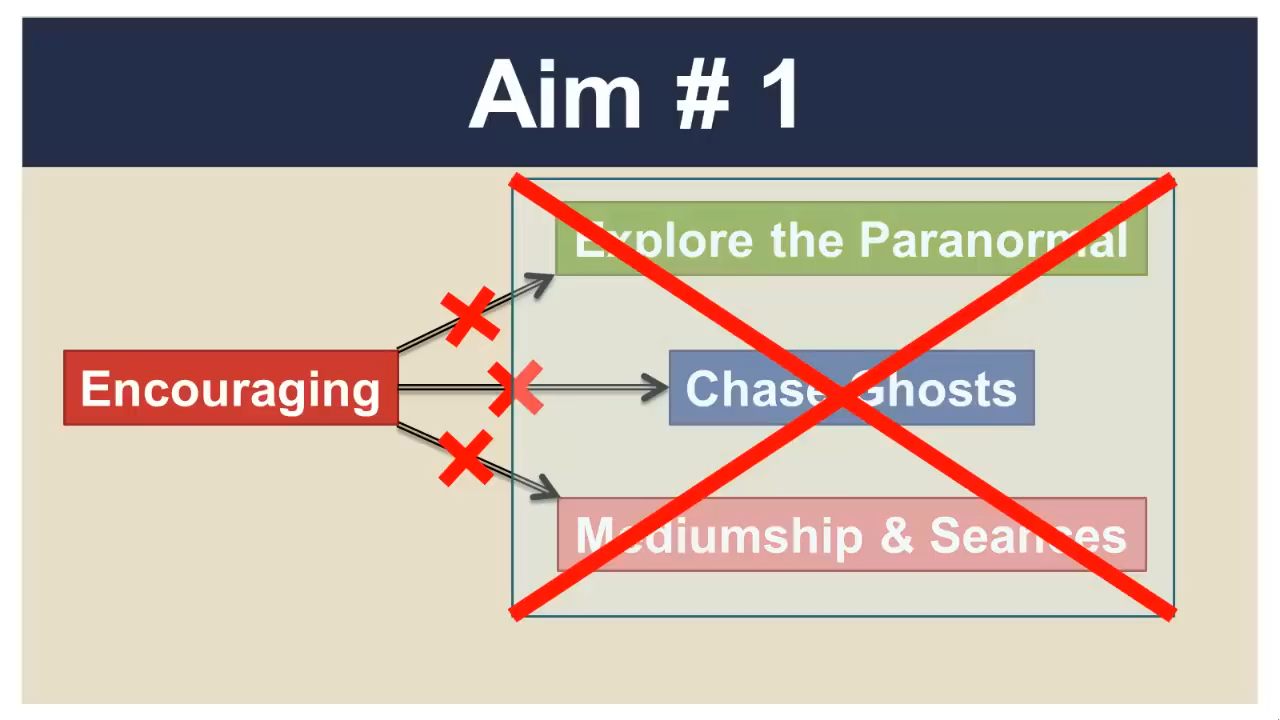 Aim # 1
Explore the Paranormal
Encouraging
Chase Ghosts
Mediumship & Seances